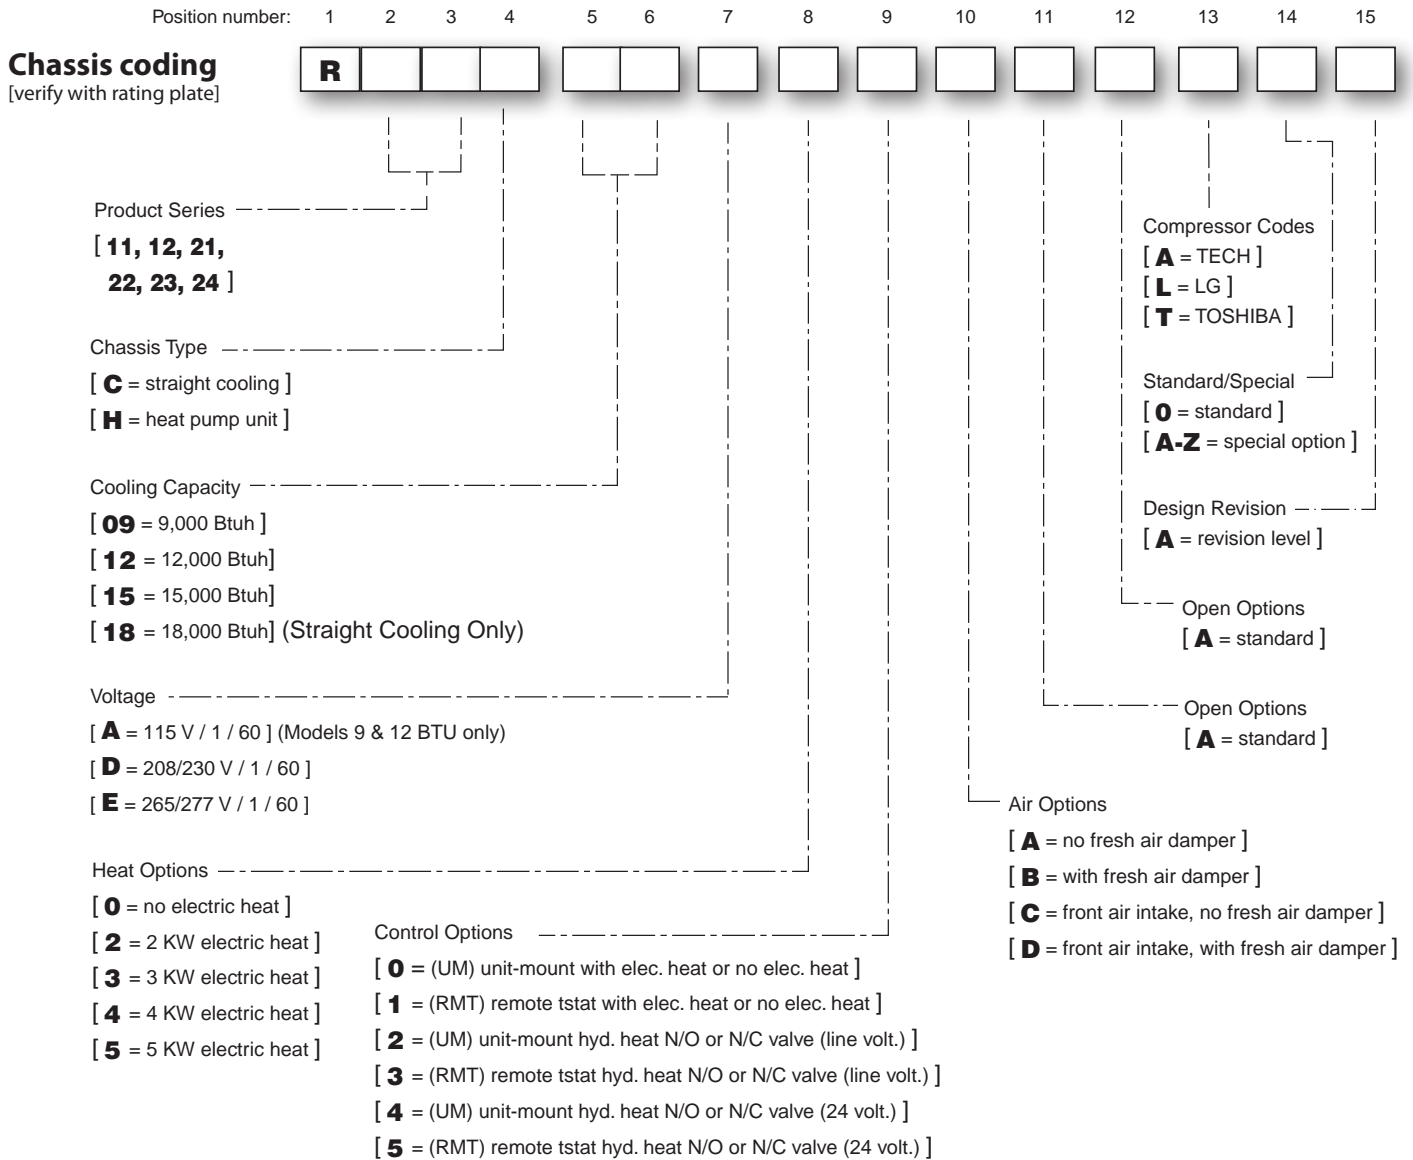 Position number: 1 2 3 4 5 6 7 8 9 10 11 12 13 14 15
Chassis coding
[verify with rating plate]
R
Product Series
[ 11, 12, 21,
22, 23, 24 ]
Chassis Type
[ C = straight cooling ]
[ H = heat pump unit ]
Cooling Capacity
[ 09 = 9,000 Btuh ]
[ 12 = 12,000 Btuh]
[ 15 = 15,000 Btuh]
[ 18 = 18,000 Btuh] (Straight Cooling Only)
Voltage
[ A = 115 V / 1 / 60 ] (Models 9 & 12 BTU only)
[ D = 208/230 V / 1 / 60 ]
[ E = 265/277 V / 1 / 60 ]
Heat Options
[ 0 = no electric heat ]
[ 2 = 2 KW electric heat ]
[ 3 = 3 KW electric heat ]
[ 4 = 4 KW electric heat ]
[ 5 = 5 KW electric heat ]
Control Options
[ 0 = (UM) unit-mount with elec. heat or no elec. heat ]
[ 1 = (RMT) remote tstat with elec. heat or no elec. heat ]
[ 2 = (UM) unit-mount hyd. heat N/O or N/C valve (line volt.) ]
[ 3 = (RMT) remote tstat hyd. heat N/O or N/C valve (line volt.) ]
[ 4 = (UM) unit-mount hyd. heat N/O or N/C valve (24 volt.) ]
[ 5 = (RMT) remote tstat hyd. heat N/O or N/C valve (24 volt.) ]
Compressor Codes
[ A = TECH ]
[ L = LG ]
[ T = TOSHIBA ]
Standard/Special
[ 0 = standard ]
[ A-Z = special option ]
Design Revision
[ A = revision level ]
Open Options
[ A = standard ]
Open Options
[ A = standard ]
Air Options
[ A = no fresh air damper ]
[ B = with fresh air damper ]
[ C = front air intake, no fresh air damper ]
[ D = front air intake, with fresh air damper ]